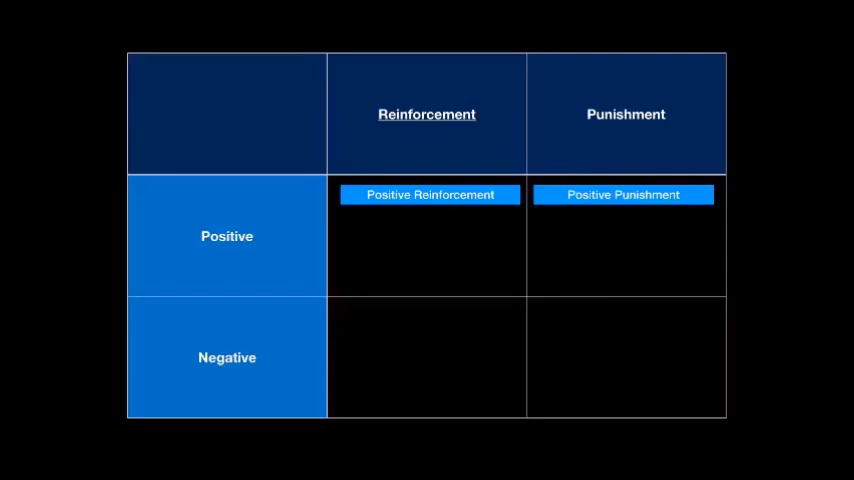 Reinforcement
Punishment
Positive Reinforcement
Positive Punishment
Positive
Negative